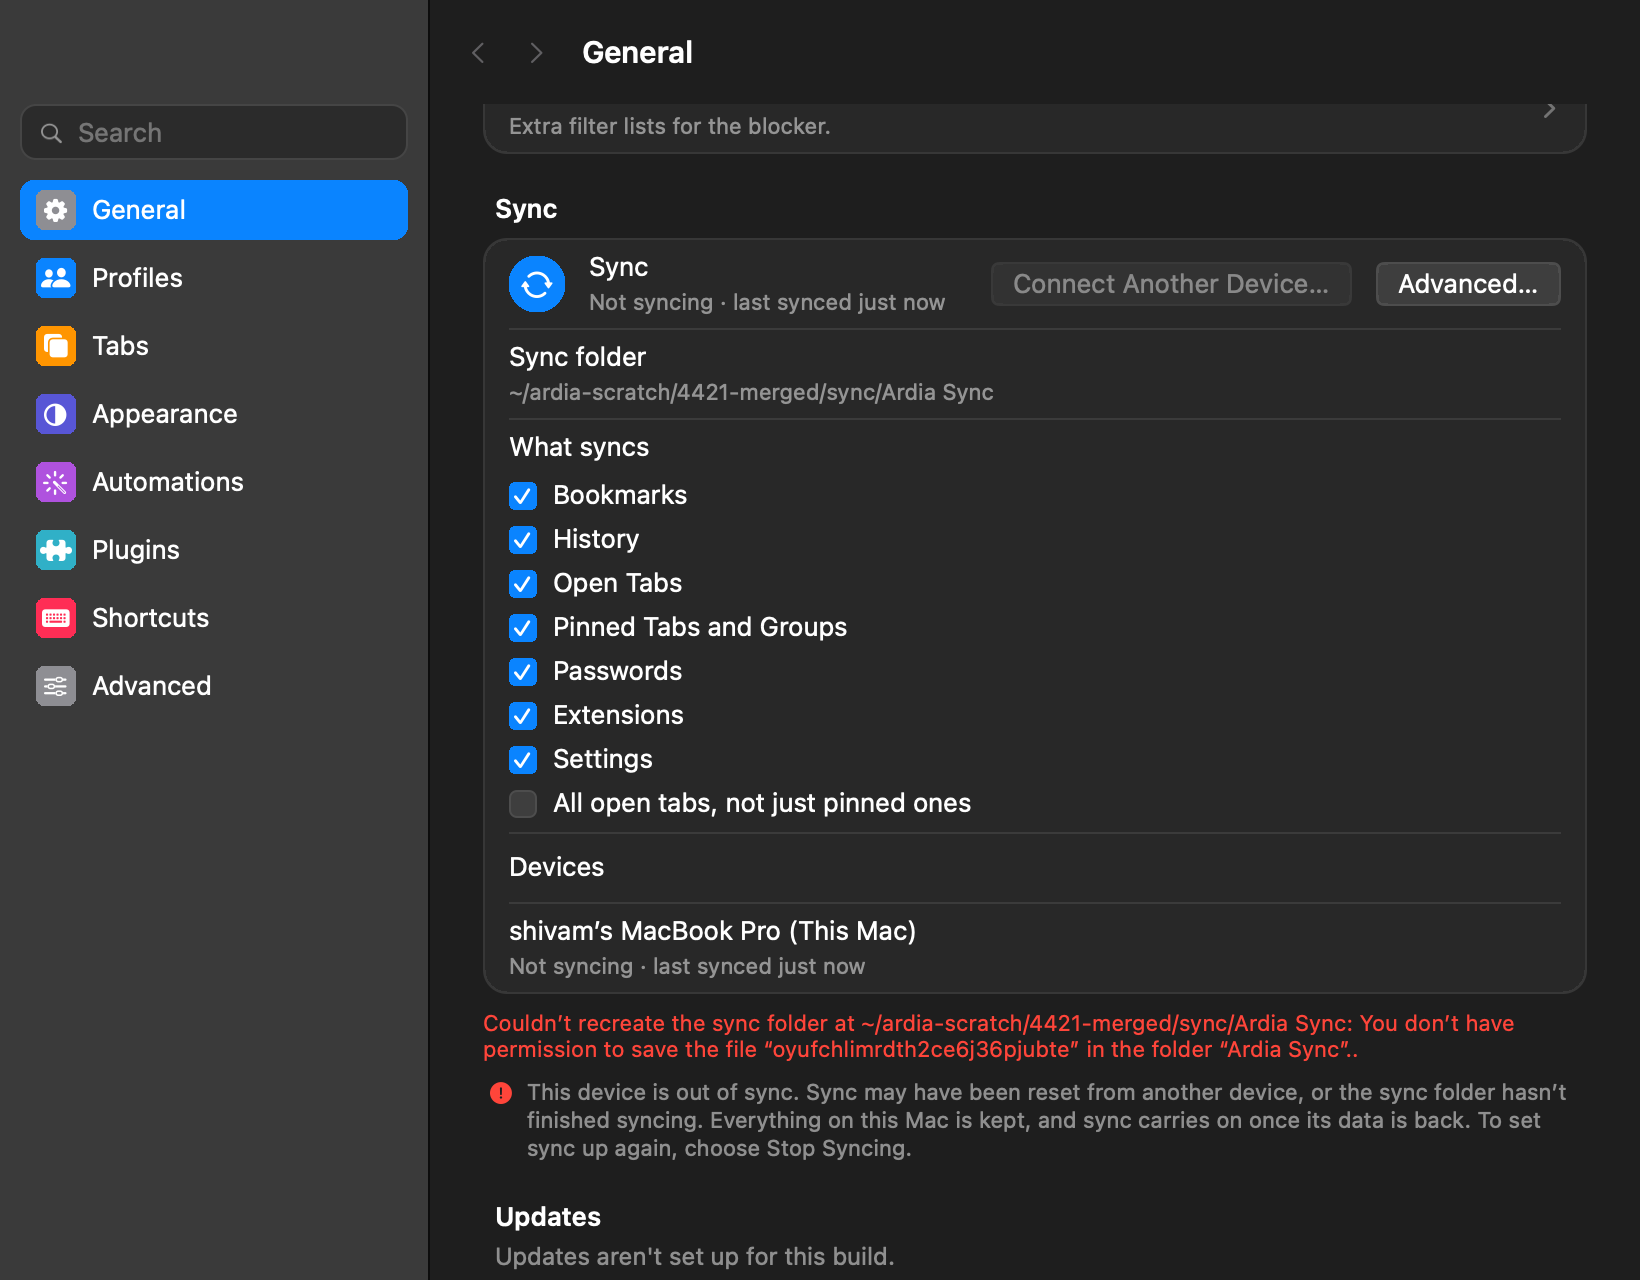 General
Search
General
Profiles
Tabs
Appearance
Automations
Plugins
Shortcuts
Advanced
Extra filter lists for the blocker.
Sync
Sync
Not syncing · last synced just now
Connect Another Device...
Advanced...
Sync folder
~/ardia-scratch/4421-merged/sync/Ardia Sync
What syncs
Bookmarks
History
Open Tabs
Pinned Tabs and Groups
Passwords
Extensions
Settings
All open tabs, not just pinned ones
Devices
shivam’s MacBook Pro (This Mac)
Not syncing · last synced just now
Couldn’t recreate the sync folder at ~/ardia-scratch/4421-merged/sync/Ardia Sync: You don’t have
permission to save the file “oyufchlimrdth2ce6j36pjubte” in the folder “Ardia Sync”..
This device is out of sync. Sync may have been reset from another device, or the sync folder hasn’t
finished syncing. Everything on this Mac is kept, and sync carries on once its data is back. To set
sync up again, choose Stop Syncing.
Updates
Updates aren't set up for this build.